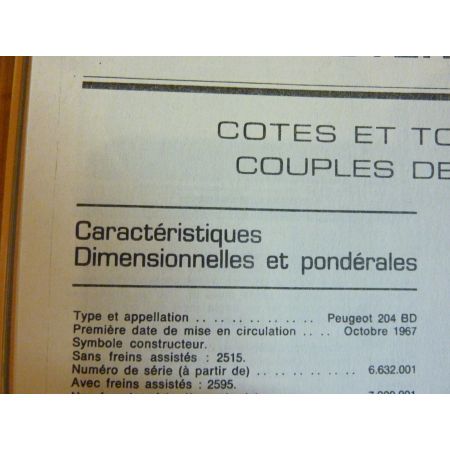 COTES ET
COUPLES DE
Caractéristiques
Dimensionnelles et pondérales
Type et appellation .. .. .. .. .. .. Peugeot 204 BD
Première date de mise en circulation .. .. Octobre 1967
Symbole constructeur.
Sans freins assistés : 2515.
Numéro de série (à partir de) .. .. .. .. .. 6.632.001
Avec freins assistés : 2595.